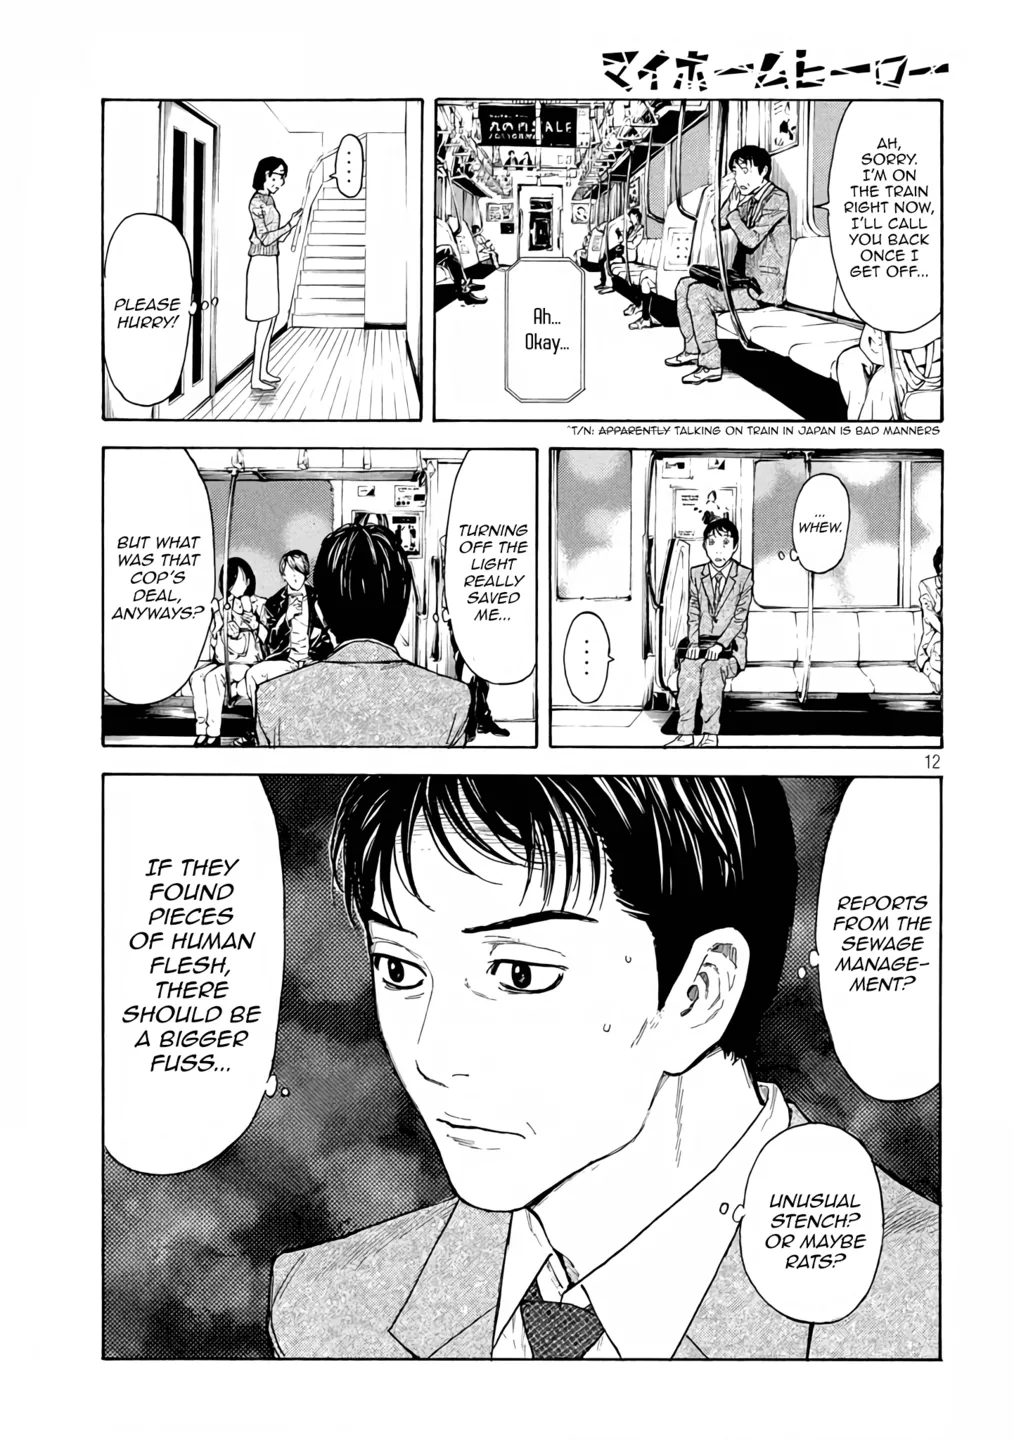 マイホームヒーロー
AH,
SORRY.
I'M ON
THE TRAIN
RIGHT NOW,
I'LL CALL
YOU BACK
ONCE I
GET OFF...
SALE
Ah...
Okay...
....
PLEASE
HURRY!
*T/N: APPARENTLY TALKING ON TRAIN IN JAPAN IS BAD MANNERS
...
WHEW.
....
TURNING
OFF THE
LIGHT
REALLY
SAVED
ME...
BUT WHAT
WAS THAT
COP'S
DEAL,
ANYWAYS?
12
REPORTS
FROM THE
SEWAGE
MANAGE-
MENT?
UNUSUAL
STENCH?
OR MAYBE
RATS?
IF THEY
FOUND
PIECES
OF HUMAN
FLESH,
THERE
SHOULD BE
A BIGGER
FUSS...